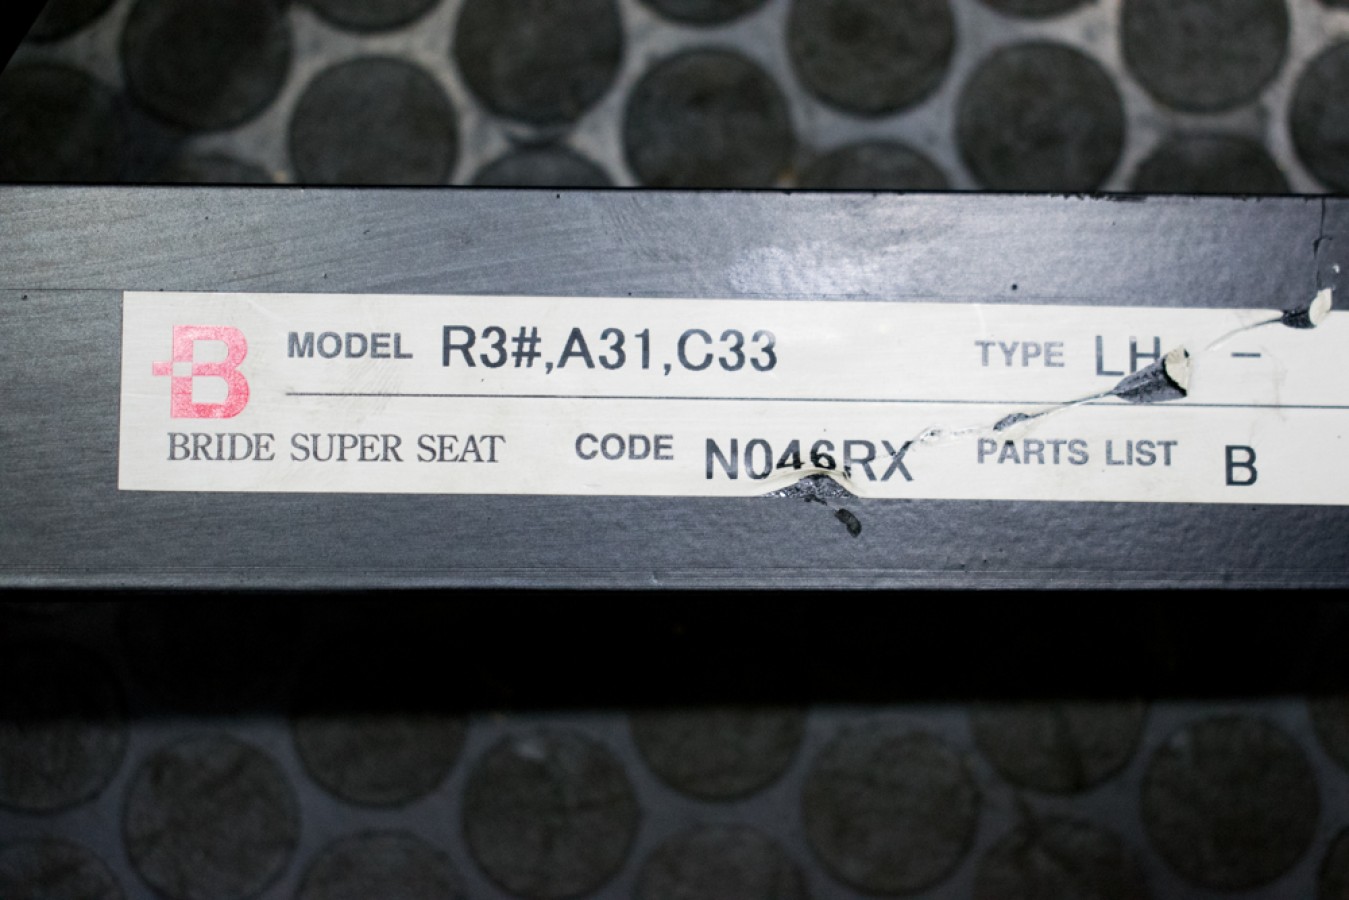 B MODEL R3#,A31,C33 TYPE LH –
BRIDE SUPER SEAT CODE N046RX PARTS LIST B